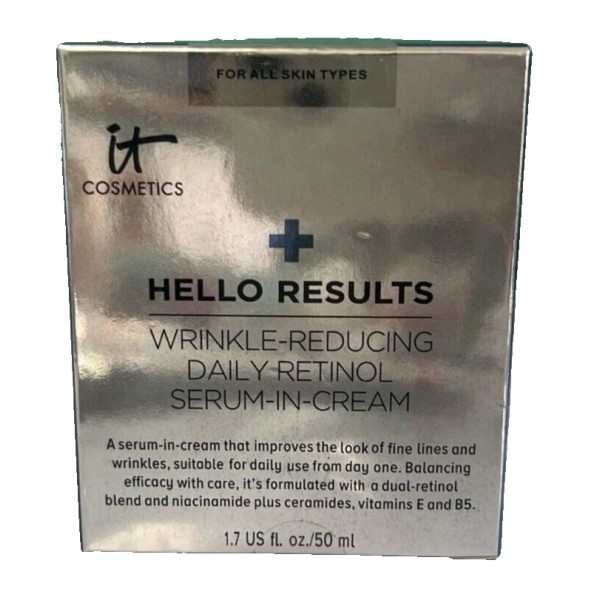 FOR ALL SKIN TYPES
it
COSMETICS
HELLO RESULTS
WRINKLE-REDUCING
DAILY RETINOL
SERUM-IN-CREAM
A serum-in-cream that improves the look of fine lines and
wrinkles, suitable for daily use from day one. Balancing
efficacy with care, it's formulated with a dual-retinol
blend and niacinamide plus ceramides, vitamins E and B5.
1.7 US fl. oz./50 ml